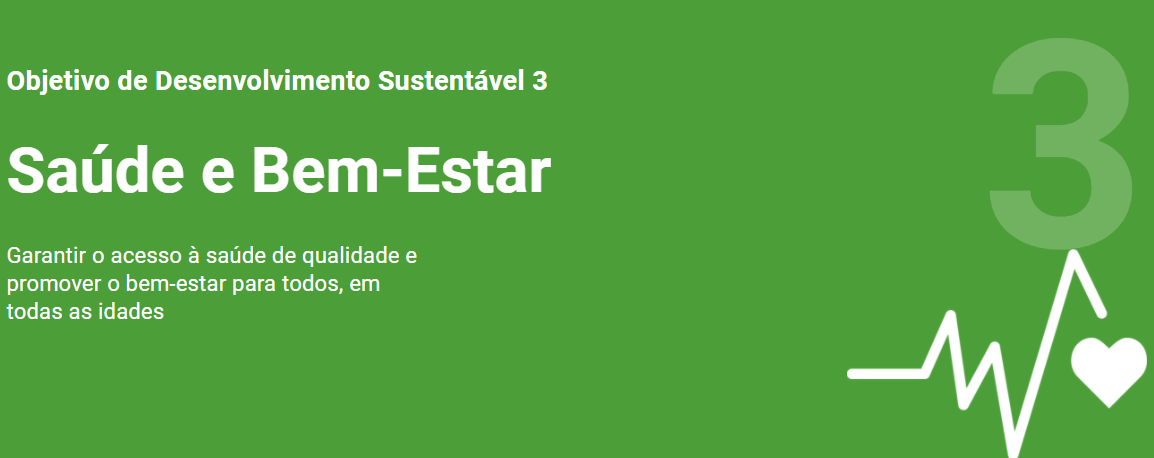 Objetivo de Desenvolvimento Sustentável 3
3
Saúde e Bem-Estar
Garantir o acesso à saúde de qualidade e
promover o bem-estar para todos, em
todas as idades